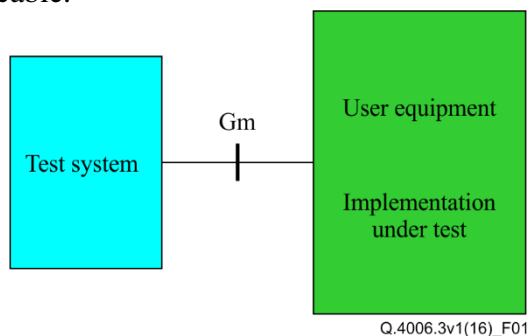 Gm
Test system
User equipment
Implementation
under test
Q.4006.3v1(16)_F01